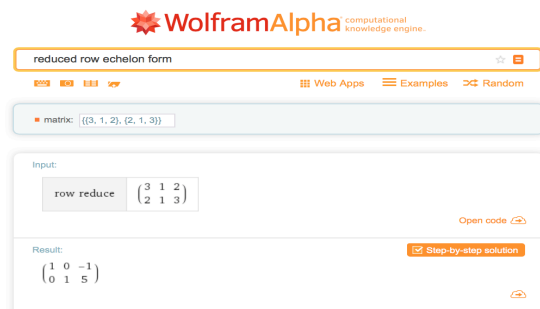 WolframAlpha computational knowledge engine.
reduced row echelon form
Web Apps Examples Random
matrix: {{3, 1, 2}, {2, 1, 3}}
Input:
row reduce (3 1 2
2 1 3)
Open code
Result:
Step-by-step solution
(1 0 -1
0 1 5)